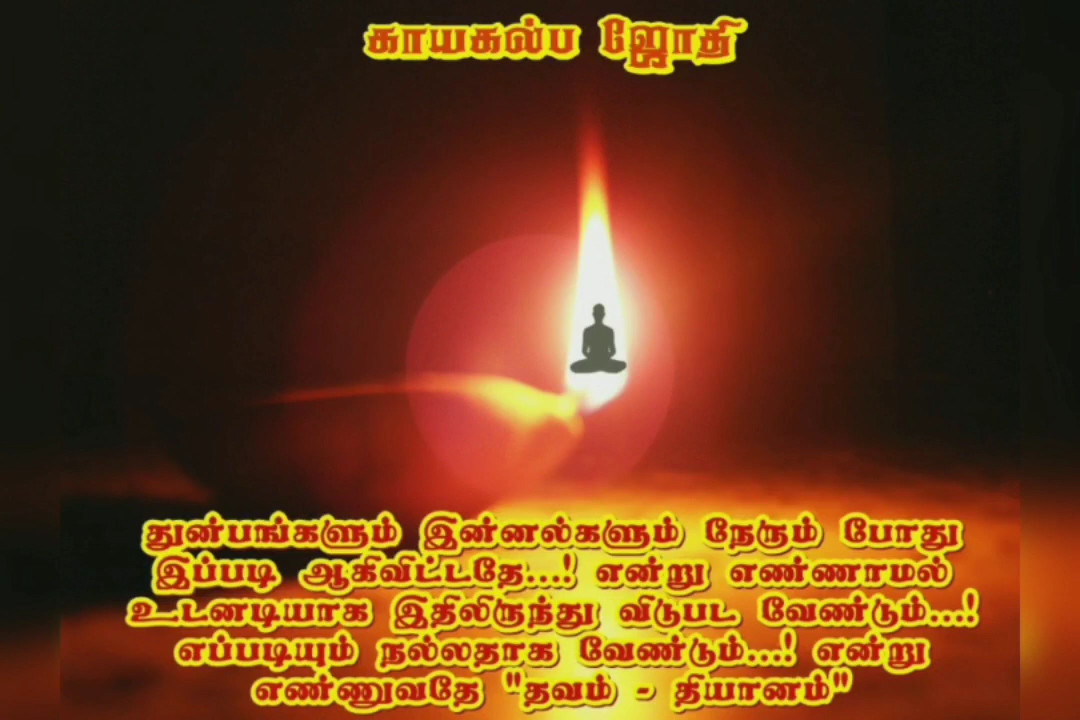 காயகல்ப ஜோதி
துன்பங்களும் இன்னல்களும் நேரும் போது
இப்படி ஆகிவிட்டதே...! என்று எண்ணாமல்
உடனடியாக இதிலிருந்து விடுபட வேண்டும்...!
எப்படியும் நல்லதாக வேண்டும்...! என்று
எண்ணுவதே "தவம் - தியானம்"